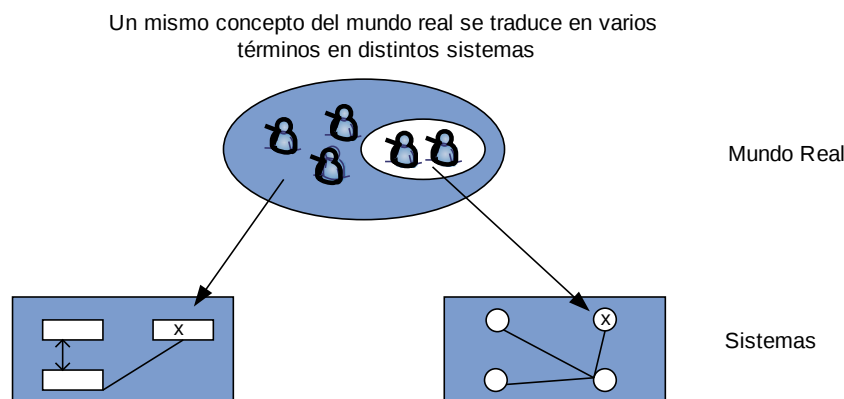 Un mismo concepto del mundo real se traduce en varios
términos en distintos sistemas
Mundo Real
x
x
Sistemas